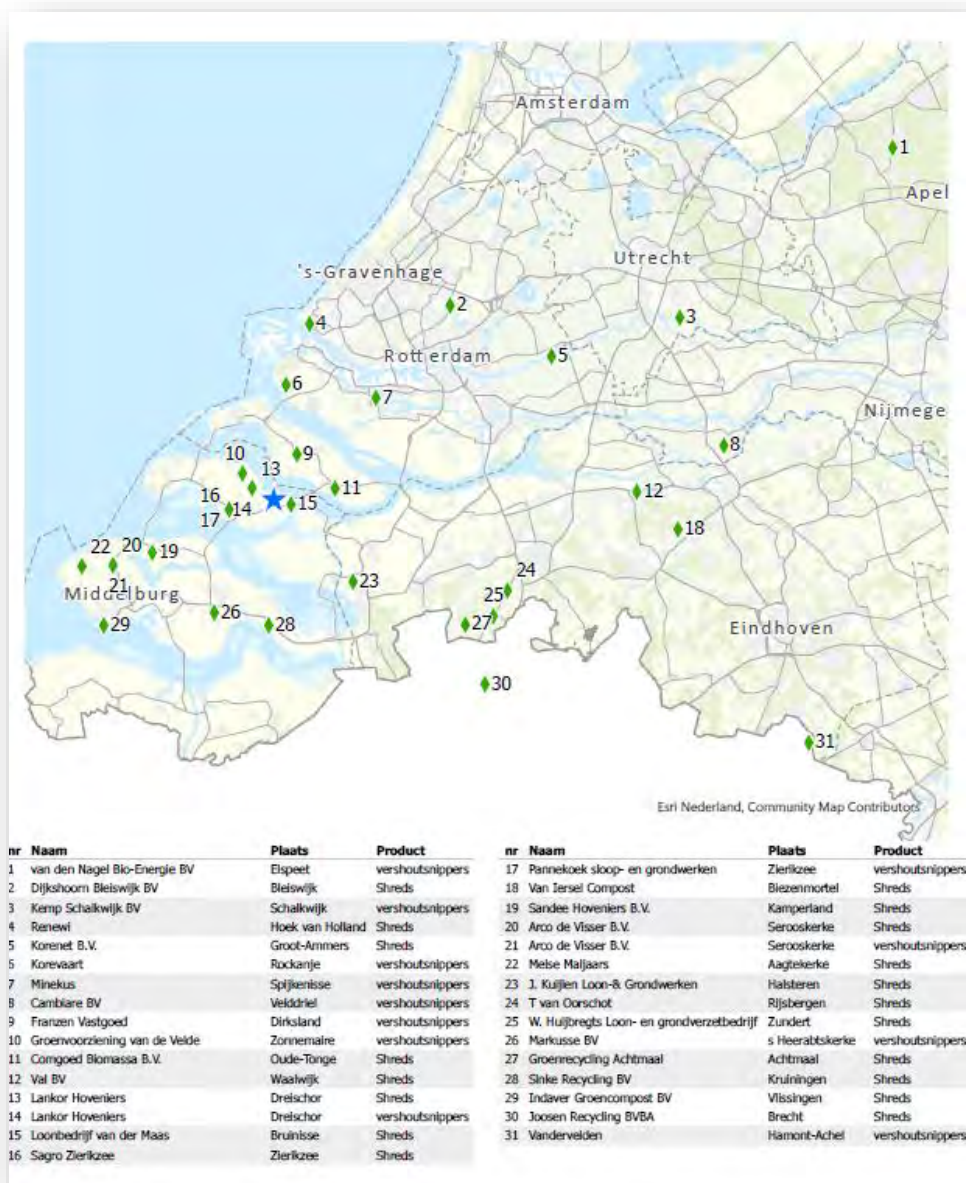 Amsterdam
1
Apel
Utrecht
's-Gravenhage
2
3
4
Rotterdam
5
6
7
Nijmege
8
9
10
13
11
12
16
14
15
17
18
22
20
19
21
Middelburg
23
24
25
26
27
28
29
Eindhoven
30
31
Esri Nederland, Community Map Contributors
nr Naam Plaats Product
1 van den Nagel Bio-Energie BV Elspeet vershoutsnippers
2 Dijkshoorn Bleiswijk BV Bleiswijk Shreds
3 Kemp Schalkwijk BV Schalkwijk vershoutsnippers
4 Renewi Hoek van Holland Shreds
5 Korenet B.V. Groot-Ammers Shreds
6 Korevaart Rockanje vershoutsnippers
7 Minekus Spijkenisse vershoutsnippers
8 Cambiare BV Velddriel vershoutsnippers
9 Franzen Vastgoed Dirksland vershoutsnippers
10 Groenvoorziening van de Velde Zonnemaire vershoutsnippers
11 Comgoed Biomassa B.V. Oude-Tonge Shreds
12 Val BV Waalwijk Shreds
13 Lankor Hoveniers Dreischor Shreds
14 Lankor Hoveniers Dreischor vershoutsnippers
15 Loonbedrijf van der Maas Bruinisse Shreds
16 Sagro Zierikzee Zierikzee Shreds
nr Naam Plaats Product
17 Pannekoek sloop- en grondwerken Zierikzee vershoutsnippers
18 Van Iersel Compost Biezenmortel Shreds
19 Sandee Hoveniers B.V. Kamperland Shreds
20 Arco de Visser B.V. Serooskerke Shreds
21 Arco de Visser B.V. Serooskerke vershoutsnippers
22 Melse Maljaars Aagtekerke Shreds
23 J. Kuijlen Loon-& Grondwerken Halsteren Shreds
24 T van Oorschot Rijsbergen Shreds
25 W. Huijbregts Loon- en grondverzetbedrijf Zundert Shreds
26 Markusse BV s Heerabtskerke vershoutsnippers
27 Groenrecycling Achtmaal Achtmaal Shreds
28 Sinke Recycling BV Kruiningen Shreds
29 Indaver Groencompost BV Vlissingen Shreds
30 Joosen Recycling BVBA Brecht Shreds
31 Vandervelden Hamont-Achel vershoutsnippers